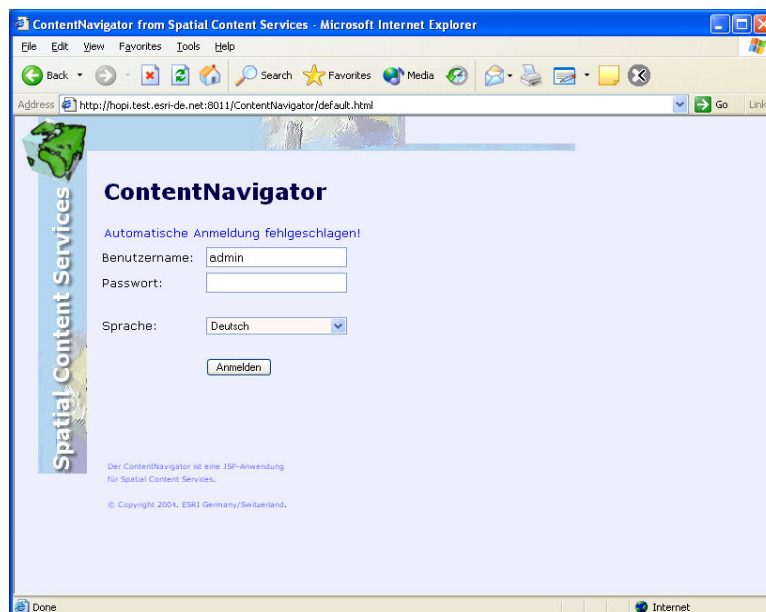 ContentNavigator from Spatial Content Services - Microsoft Internet Explorer
File Edit View Favorites Tools Help
Back Search Favorites Media
Address http://hopi.test.esri-de.net:8011/ContentNavigator/default.html Go Link
Spatial Content Services
ContentNavigator
Automatische Anmeldung fehlgeschlagen!
Benutzername: admin
Passwort:
Sprache: Deutsch
Anmelden
Der ContentNavigator ist eine JSP-Anwendung
für Spatial Content Services.
© Copyright 2004, ESRI Germany/Switzerland.
Done Internet